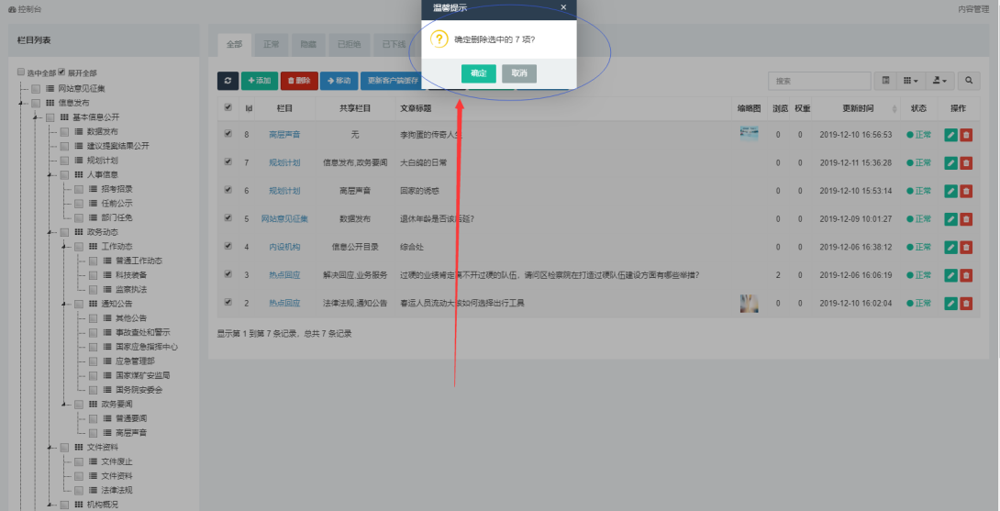 控制台
内容管理
温馨提示 ×
确定删除选中的 7 项?
确定 取消
栏目列表
选中全部 展开全部
网站意见征集
信息发布
基本信息公开
数据发布
建议提案结果公开
规划计划
人事信息
招考招录
任前公示
部门任免
政务动态
工作动态
普通工作动态
科技装备
监察执法
通知公告
其他公告
事故查处和警示
国家应急指挥中心
应急管理部
国家煤矿安监局
国务院安委会
政务要闻
普通要闻
高层声音
文件资料
文件废止
文件资料
法律法规
机构概况
全部 正常 隐藏 已拒绝 已下线
添加 删除 移动 更新客户端缓存
搜索
Id 栏目 共享栏目 文章标题 缩略图 浏览 权重 更新时间 状态 操作
8 高层声音 无 李狗蛋的传奇人生 0 0 2019-12-10 16:56:53 正常
7 规划计划 信息发布,政务要闻 大白鸽的日常 0 0 2019-12-11 15:36:28 正常
6 规划计划 高层声音 回家的诱惑 0 0 2019-12-10 15:53:14 正常
5 网站意见征集 数据发布 退休年龄是否该后延? 0 0 2019-12-09 10:01:27 正常
4 内设机构 信息公开目录 综合处 0 0 2019-12-06 16:38:12 正常
3 热点回应 解决回应,业务服务 过硬的业绩肯定离不开过硬的队伍，请问区检察院在打造过硬队伍建设方面有哪些举措? 2 0 2019-12-06 16:06:19 正常
2 热点回应 法律法规,通知公告 春运人员流动大该如何选择出行工具 0 0 2019-12-10 16:02:04 正常
显示第 1 到第 7 条记录，总共 7 条记录